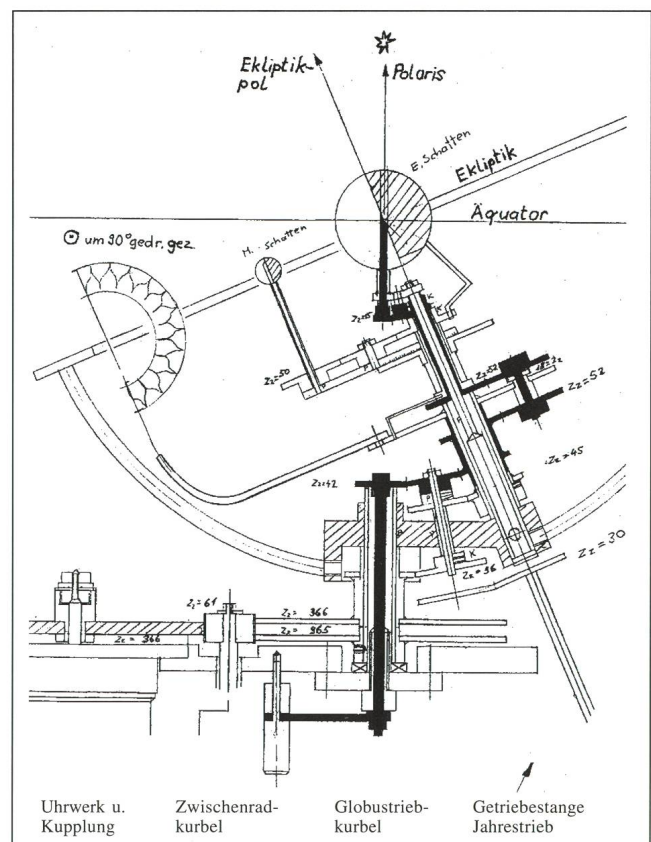 Ekliptik-
pol
Polaris
E. Schatten
Ekliptik
Äquator
um 90° gedr. gez.
M.-Schatten
Zz=50
Zz=52
Zz=52
Zz=45
Zz=42
Zz=30
Zz=96
Zz=61
Zz= 366
Zz= 365
Zz= 366
K
K
K
Uhrwerk u.
Kupplung
Zwischenrad-
kurbel
Globustrieb-
kurbel
Getriebestange
Jahrestrieb